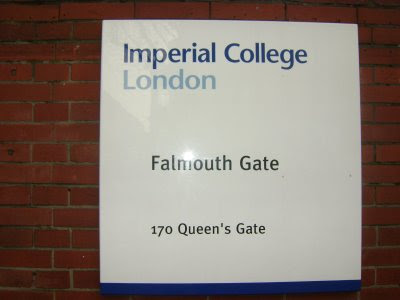 Imperial College
London
Falmouth Gate
170 Queen's Gate